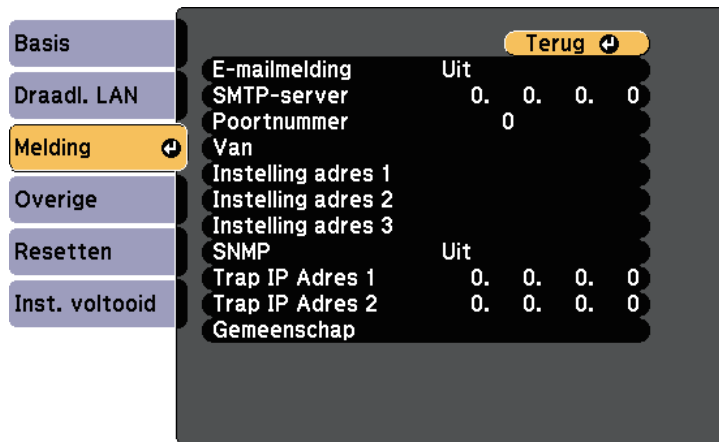 Basis
Draadl. LAN
Melding
Overige
Resetten
Inst. voltooid
Terug
E-mailmelding Uit
SMTP-server 0. 0. 0. 0
Poortnummer 0
Van
Instelling adres 1
Instelling adres 2
Instelling adres 3
SNMP Uit
Trap IP Adres 1 0. 0. 0. 0
Trap IP Adres 2 0. 0. 0. 0
Gemeenschap